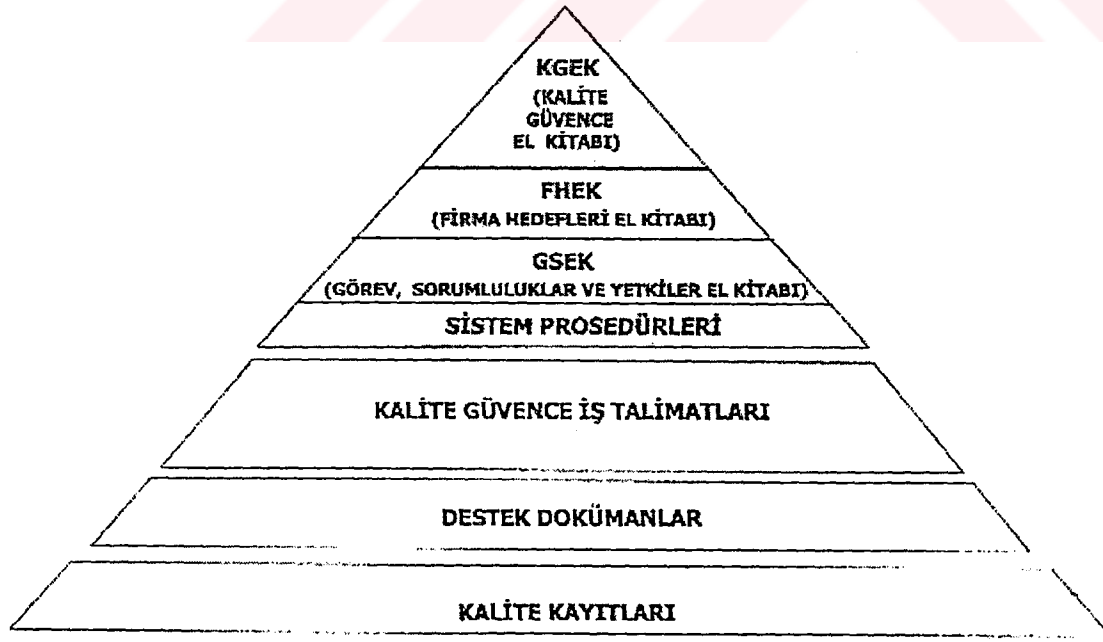 KGEK
(KALİTE
GÜVENCE
EL KİTABI)
FHEK
(FİRMA HEDEFLERİ EL KİTABI)
GSEK
(GÖREV, SORUMLULUKLAR VE YETKİLER EL KİTABI)
SİSTEM PROSEDÜRLERİ
KALİTE GÜVENCE İŞ TALİMATLARI
DESTEK DOKÜMANLAR
KALİTE KAYITLARI